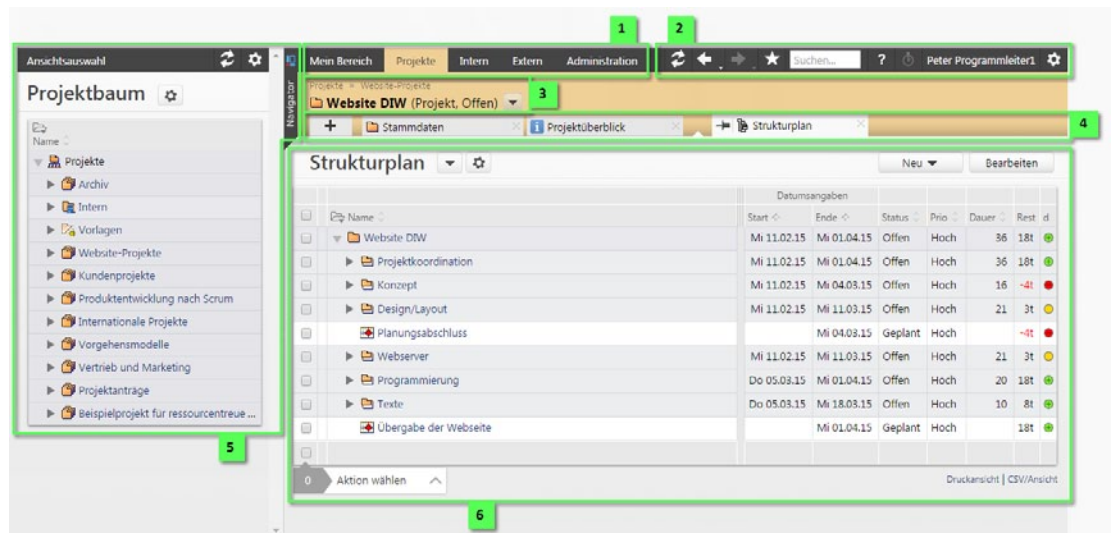 1
2
Ansichtsauswahl
Mein Bereich Projekte Intern Extern Administration
Suchen... ? Peter Programmleiter1
Navigator
Projekte » Website-Projekte
3
Website DIW (Projekt, Offen)
+ Stammdaten × Projektüberblick × Strukturplan ×
4
Projektbaum
Name
Projekte
Archiv
Intern
Vorlagen
Website-Projekte
Kundenprojekte
Produktentwicklung nach Scrum
Internationale Projekte
Vorgehensmodelle
Vertrieb und Marketing
Projektanträge
Beispielprojekt für ressourcentreue ...
5
Strukturplan Neu Bearbeiten
Datumsangaben
Name Start Ende Status Prio Dauer Rest d
Website DIW Mi 11.02.15 Mi 01.04.15 Offen Hoch 36 18t
Projektkoordination Mi 11.02.15 Mi 01.04.15 Offen Hoch 36 18t
Konzept Mi 11.02.15 Mi 04.03.15 Offen Hoch 16 -4t
Design/Layout Mi 11.02.15 Mi 11.03.15 Offen Hoch 21 3t
Planungsabschluss Mi 04.03.15 Geplant Hoch -4t
Webserver Mi 11.02.15 Mi 11.03.15 Offen Hoch 21 3t
Programmierung Do 05.03.15 Mi 01.04.15 Offen Hoch 20 18t
Texte Do 05.03.15 Mi 18.03.15 Offen Hoch 10 8t
Übergabe der Webseite Mi 01.04.15 Geplant Hoch 18t
0 Aktion wählen Druckansicht | CSV/Ansicht
6